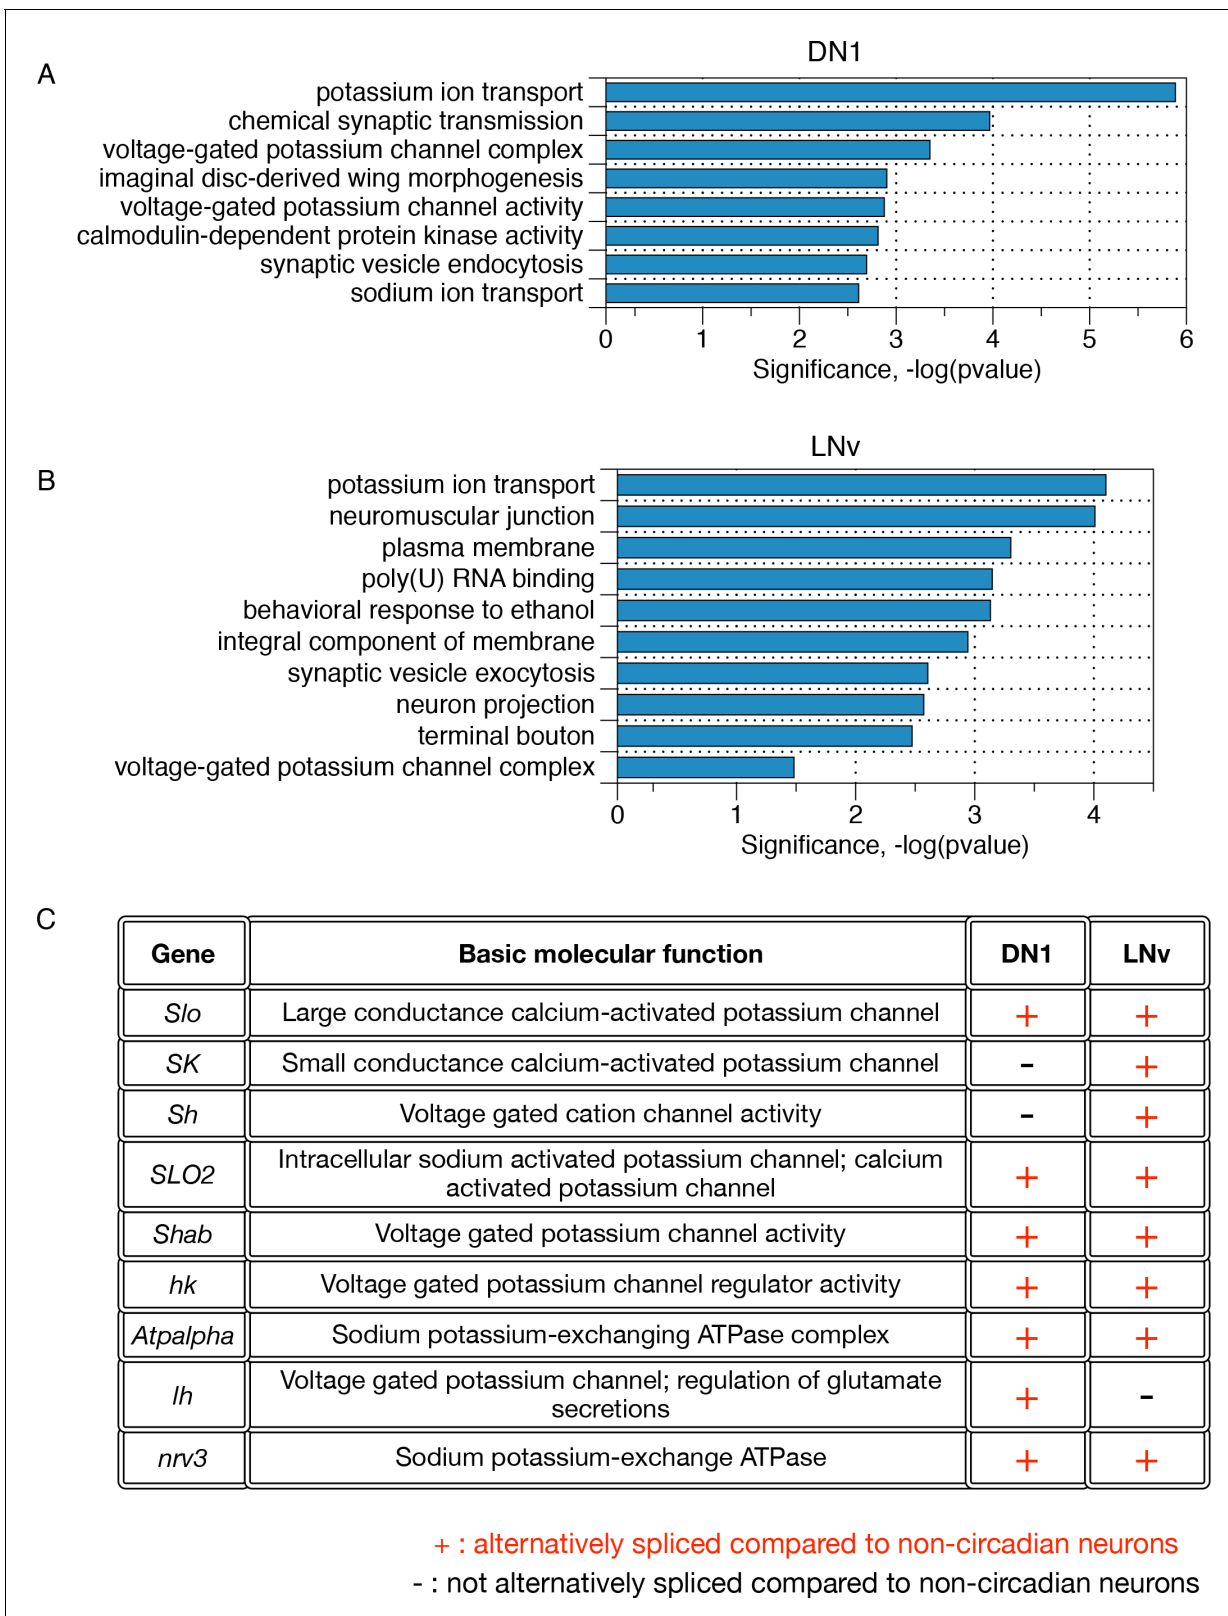 A
DN1
potassium ion transport
chemical synaptic transmission
voltage-gated potassium channel complex
imaginal disc-derived wing morphogenesis
voltage-gated potassium channel activity
calmodulin-dependent protein kinase activity
synaptic vesicle endocytosis
sodium ion transport
0 1 2 3 4 5 6
Significance, -log(pvalue)
B
LNv
potassium ion transport
neuromuscular junction
plasma membrane
poly(U) RNA binding
behavioral response to ethanol
integral component of membrane
synaptic vesicle exocytosis
neuron projection
terminal bouton
voltage-gated potassium channel complex
0 1 2 3 4
Significance, -log(pvalue)
C
Gene Basic molecular function DN1 LNv
Slo Large conductance calcium-activated potassium channel + +
SK Small conductance calcium-activated potassium channel - +
Sh Voltage gated cation channel activity - +
SLO2 Intracellular sodium activated potassium channel; calcium
activated potassium channel + +
Shab Voltage gated potassium channel activity + +
hk Voltage gated potassium channel regulator activity + +
Atpalpha Sodium potassium-exchanging ATPase complex + +
Ih Voltage gated potassium channel; regulation of glutamate
secretions + -
nrv3 Sodium potassium-exchange ATPase + +
+ : alternatively spliced compared to non-circadian neurons
- : not alternatively spliced compared to non-circadian neurons